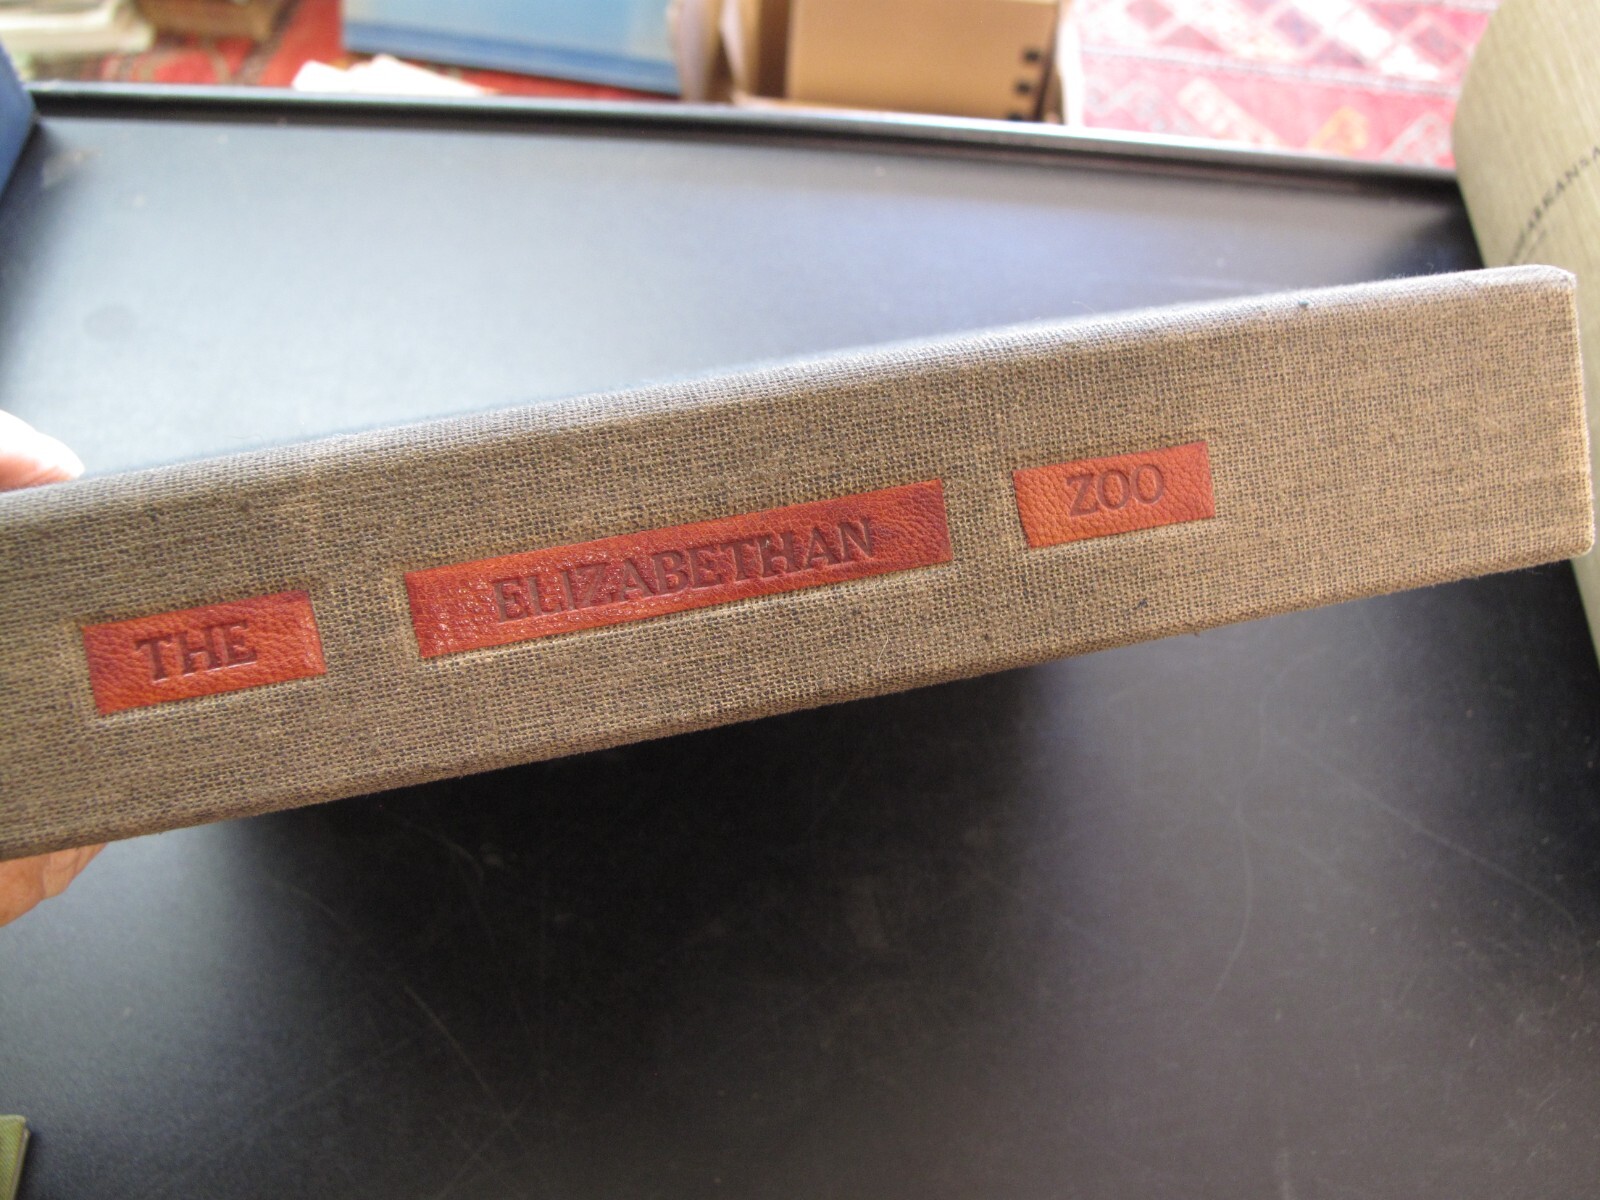 THE ELIZABETHAN ZOO